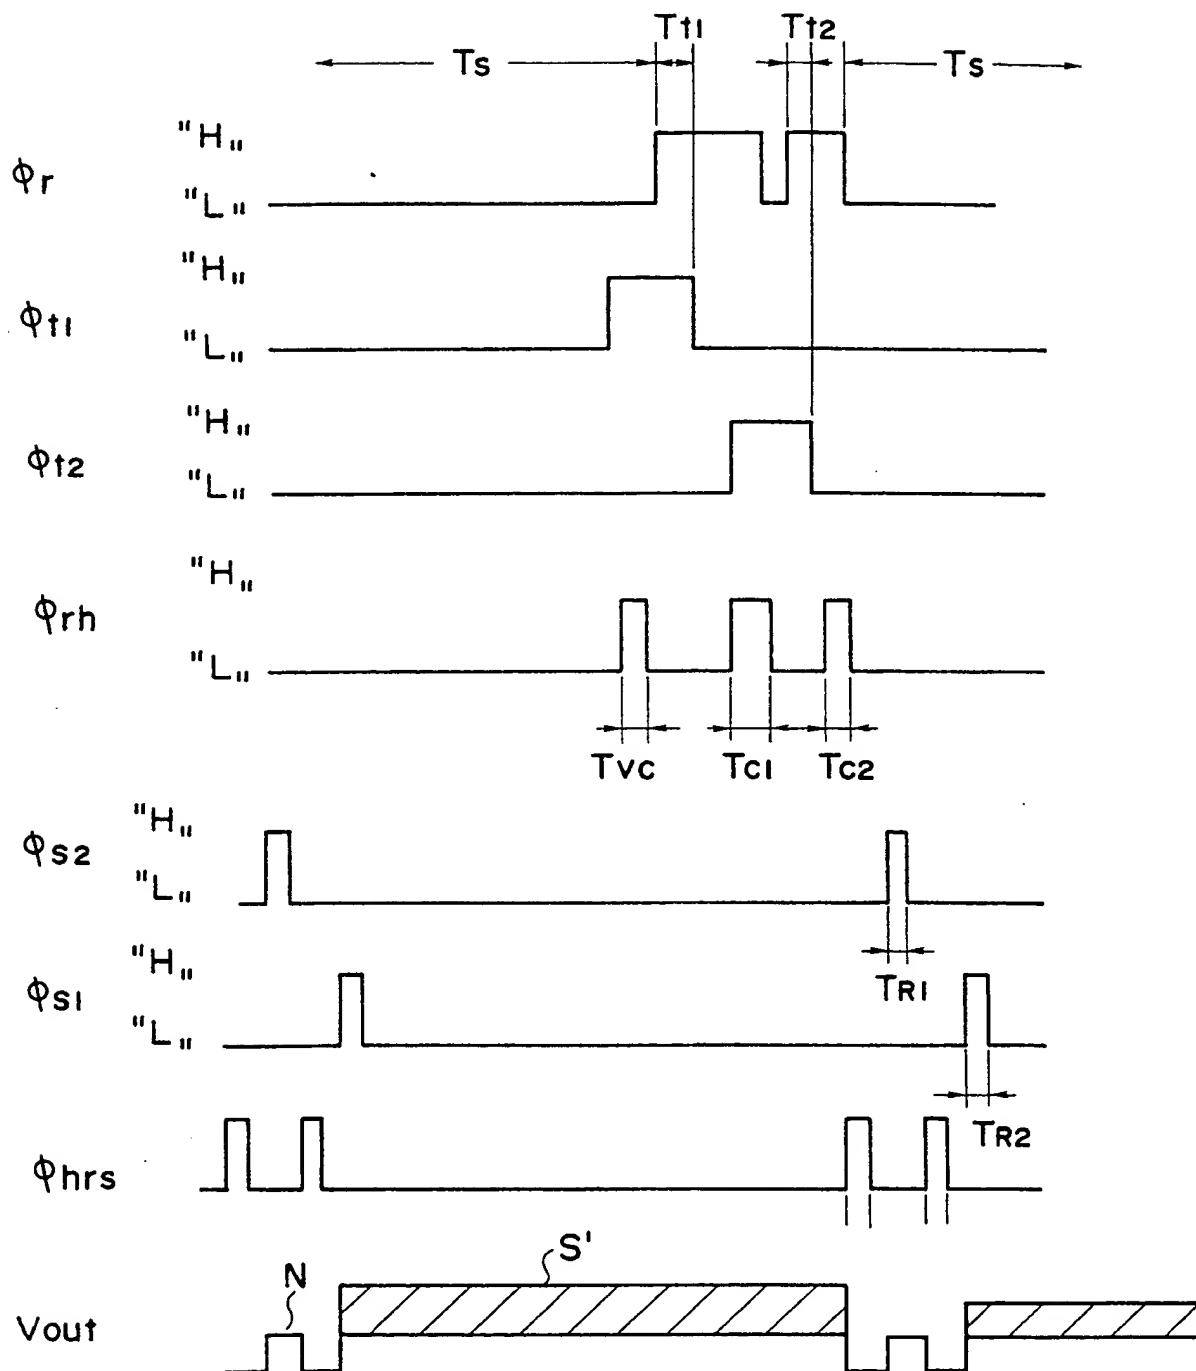 Tt1 Tt2
Ts Ts
"H"
ϕr
"L"
"H"
ϕt1
"L"
"H"
ϕt2
"L"
"H"
ϕrh
"L"
Tvc Tc1 Tc2
"H"
ϕs2
"L"
"H"
TR1
ϕs1
"L"
TR2
ϕhrs
S'
N
Vout